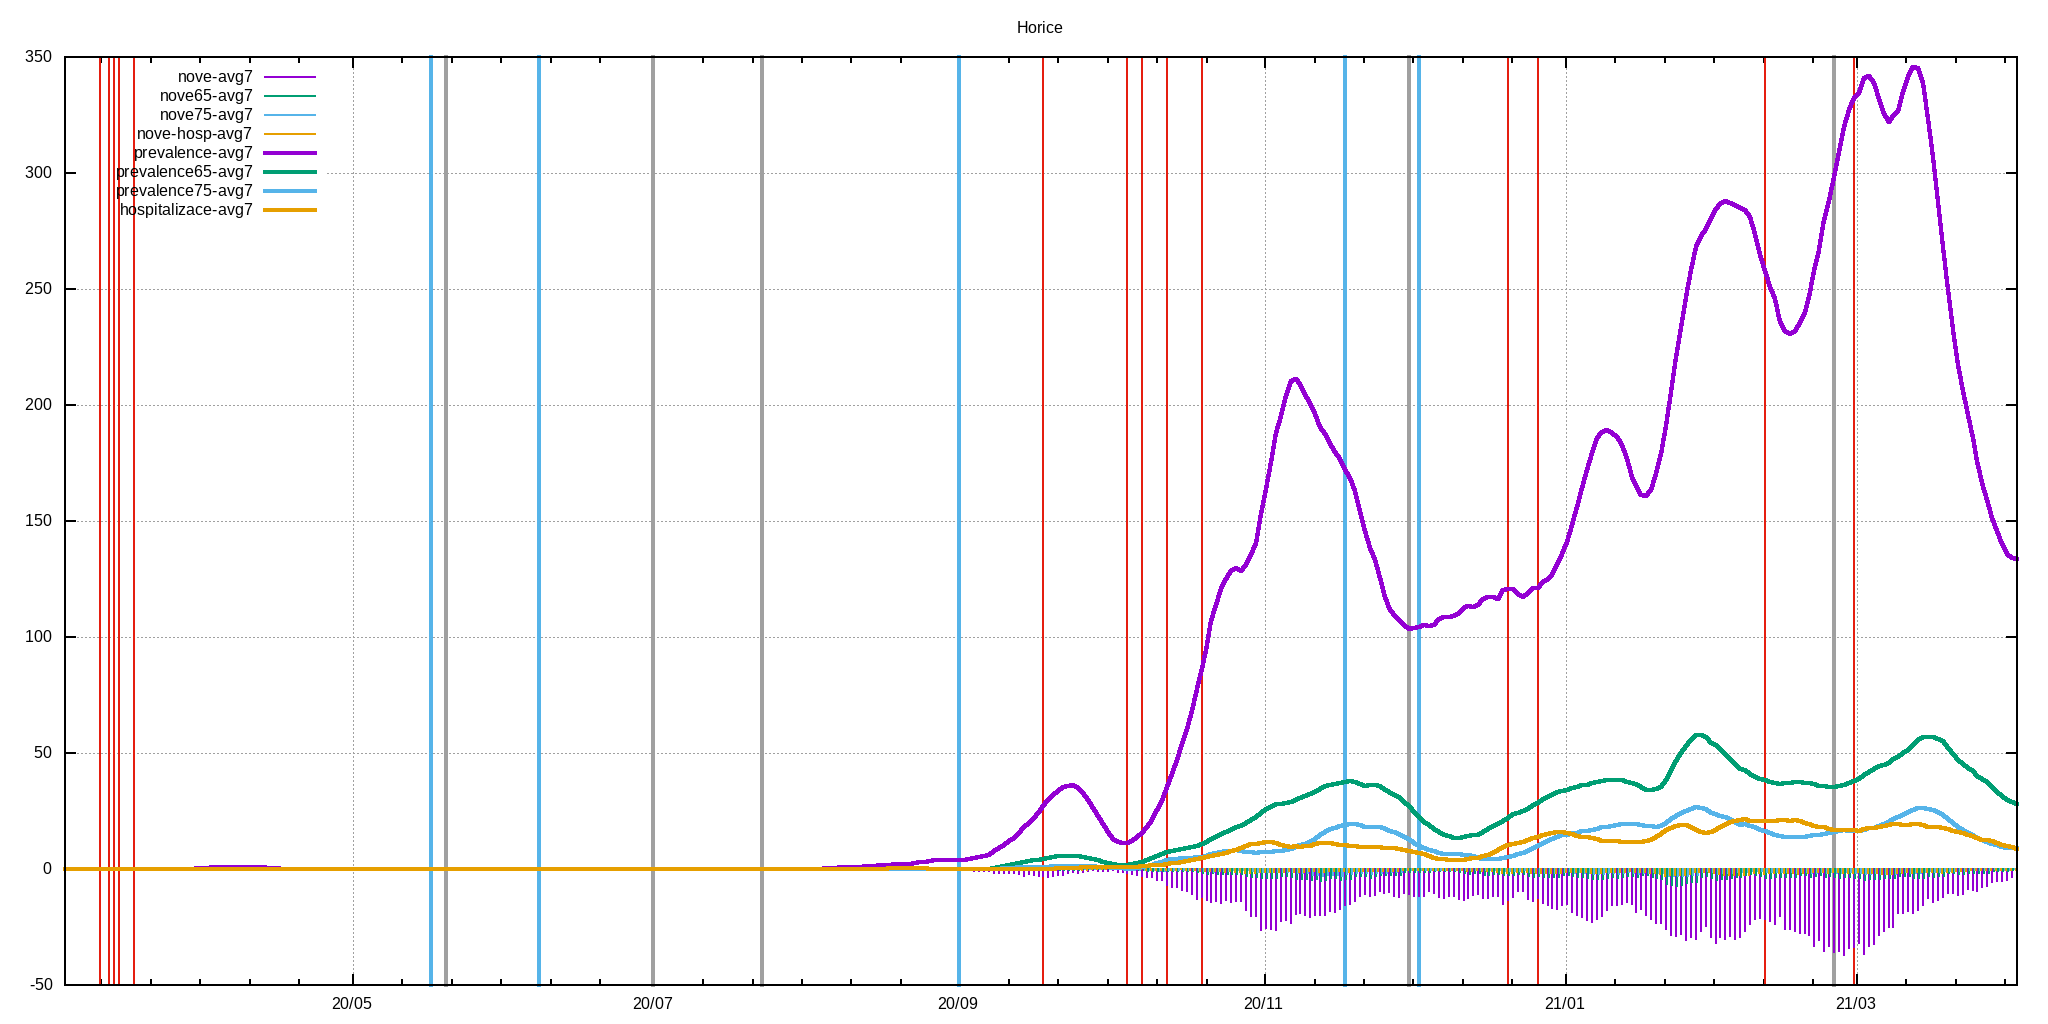 Horice
350
300
250
200
150
100
50
0
-50
nove-avg7
nove65-avg7
nove75-avg7
nove-hosp-avg7
prevalence-avg7
prevalence65-avg7
prevalence75-avg7
hospitalizace-avg7
20/05 20/07 20/09 20/11 21/01 21/03